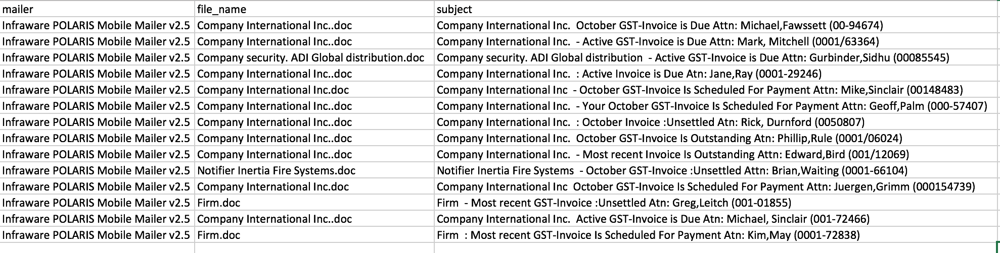 mailer file_name subject
Infraware POLARIS Mobile Mailer v2.5 Company International Inc..doc Company International Inc.  October GST-Invoice is Due Attn: Michael,Fawssett (00-94674)
Infraware POLARIS Mobile Mailer v2.5 Company International Inc..doc Company International Inc.  - Active GST-Invoice is Due Attn: Mark, Mitchell (0001/63364)
Infraware POLARIS Mobile Mailer v2.5 Company security. ADI Global distribution.doc Company security. ADI Global distribution  - Active GST-Invoice is Due Attn: Gurbinder,Sidhu (00085545)
Infraware POLARIS Mobile Mailer v2.5 Company International Inc..doc Company International Inc.  : Active Invoice is Due Atn: Jane,Ray (0001-29246)
Infraware POLARIS Mobile Mailer v2.5 Company International Inc.doc Company International Inc  - October GST-Invoice Is Scheduled For Payment Attn: Mike,Sinclair (00148483)
Infraware POLARIS Mobile Mailer v2.5 Company International Inc..doc Company International Inc.  - Your October GST-Invoice Is Scheduled For Payment Attn: Geoff,Palm (000-57407)
Infraware POLARIS Mobile Mailer v2.5 Company International Inc..doc Company International Inc.  : October Invoice :Unsettled Atn: Rick, Durnford (0050807)
Infraware POLARIS Mobile Mailer v2.5 Company International Inc..doc Company International Inc.  October GST-Invoice Is Outstanding Atn: Phillip,Rule (0001/06024)
Infraware POLARIS Mobile Mailer v2.5 Company International Inc..doc Company International Inc.  - Most recent Invoice Is Outstanding Attn: Edward,Bird (001/12069)
Infraware POLARIS Mobile Mailer v2.5 Notifier Inertia Fire Systems.doc Notifier Inertia Fire Systems  - October GST-Invoice :Unsettled Attn: Brian,Waiting (0001-66104)
Infraware POLARIS Mobile Mailer v2.5 Company International Inc.doc Company International Inc  October GST-Invoice Is Scheduled For Payment Attn: Juergen,Grimm (000154739)
Infraware POLARIS Mobile Mailer v2.5 Firm.doc Firm  - Most recent GST-Invoice :Unsettled Atn: Greg,Leitch (001-01855)
Infraware POLARIS Mobile Mailer v2.5 Company International Inc..doc Company International Inc.  Active GST-Invoice is Due Atn: Michael, Sinclair (001-72466)
Infraware POLARIS Mobile Mailer v2.5 Firm.doc Firm  : Most recent GST-Invoice Is Scheduled For Payment Atn: Kim,May (0001-72838)